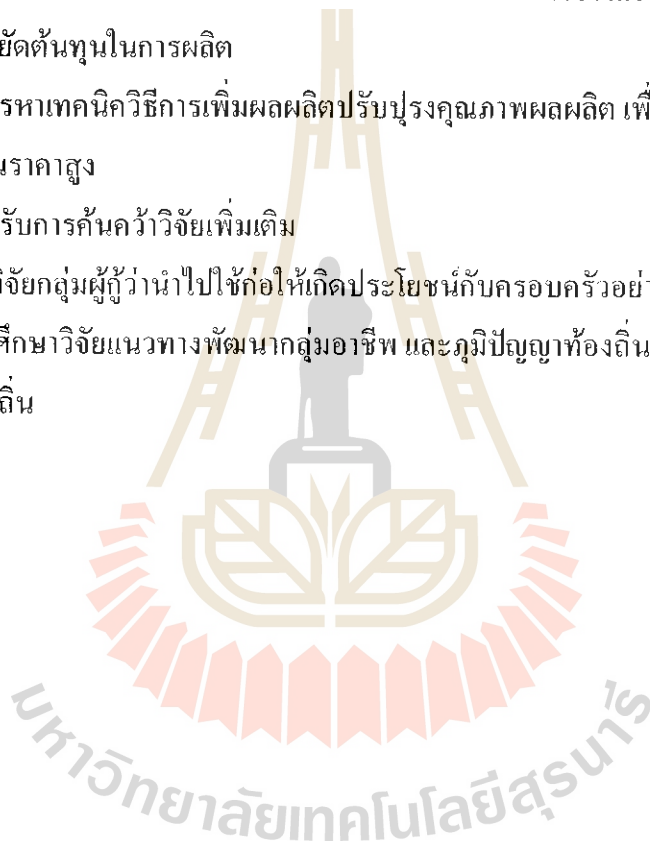 ยัดต้นทุนในการผลิต
รหาเทคนิควิธีการเพิ่มผลผลิตปรับปรุงคุณภาพผลผลิต เพื่
นราคาสูง
รับการค้นคว้าวิจัยเพิ่มเติม
วิจัยกลุ่มผู้กู้ว่านำไปใช้ก่อให้เกิดประโยชน์กับครอบครัวอย่า
ศึกษาวิจัยแนวทางพัฒนากลุ่มอาชีพ และภูมิปัญญาท้องถิ่น
ถิ่น
มหาวิทยาลัยเทคโนโลยีสุรนารี